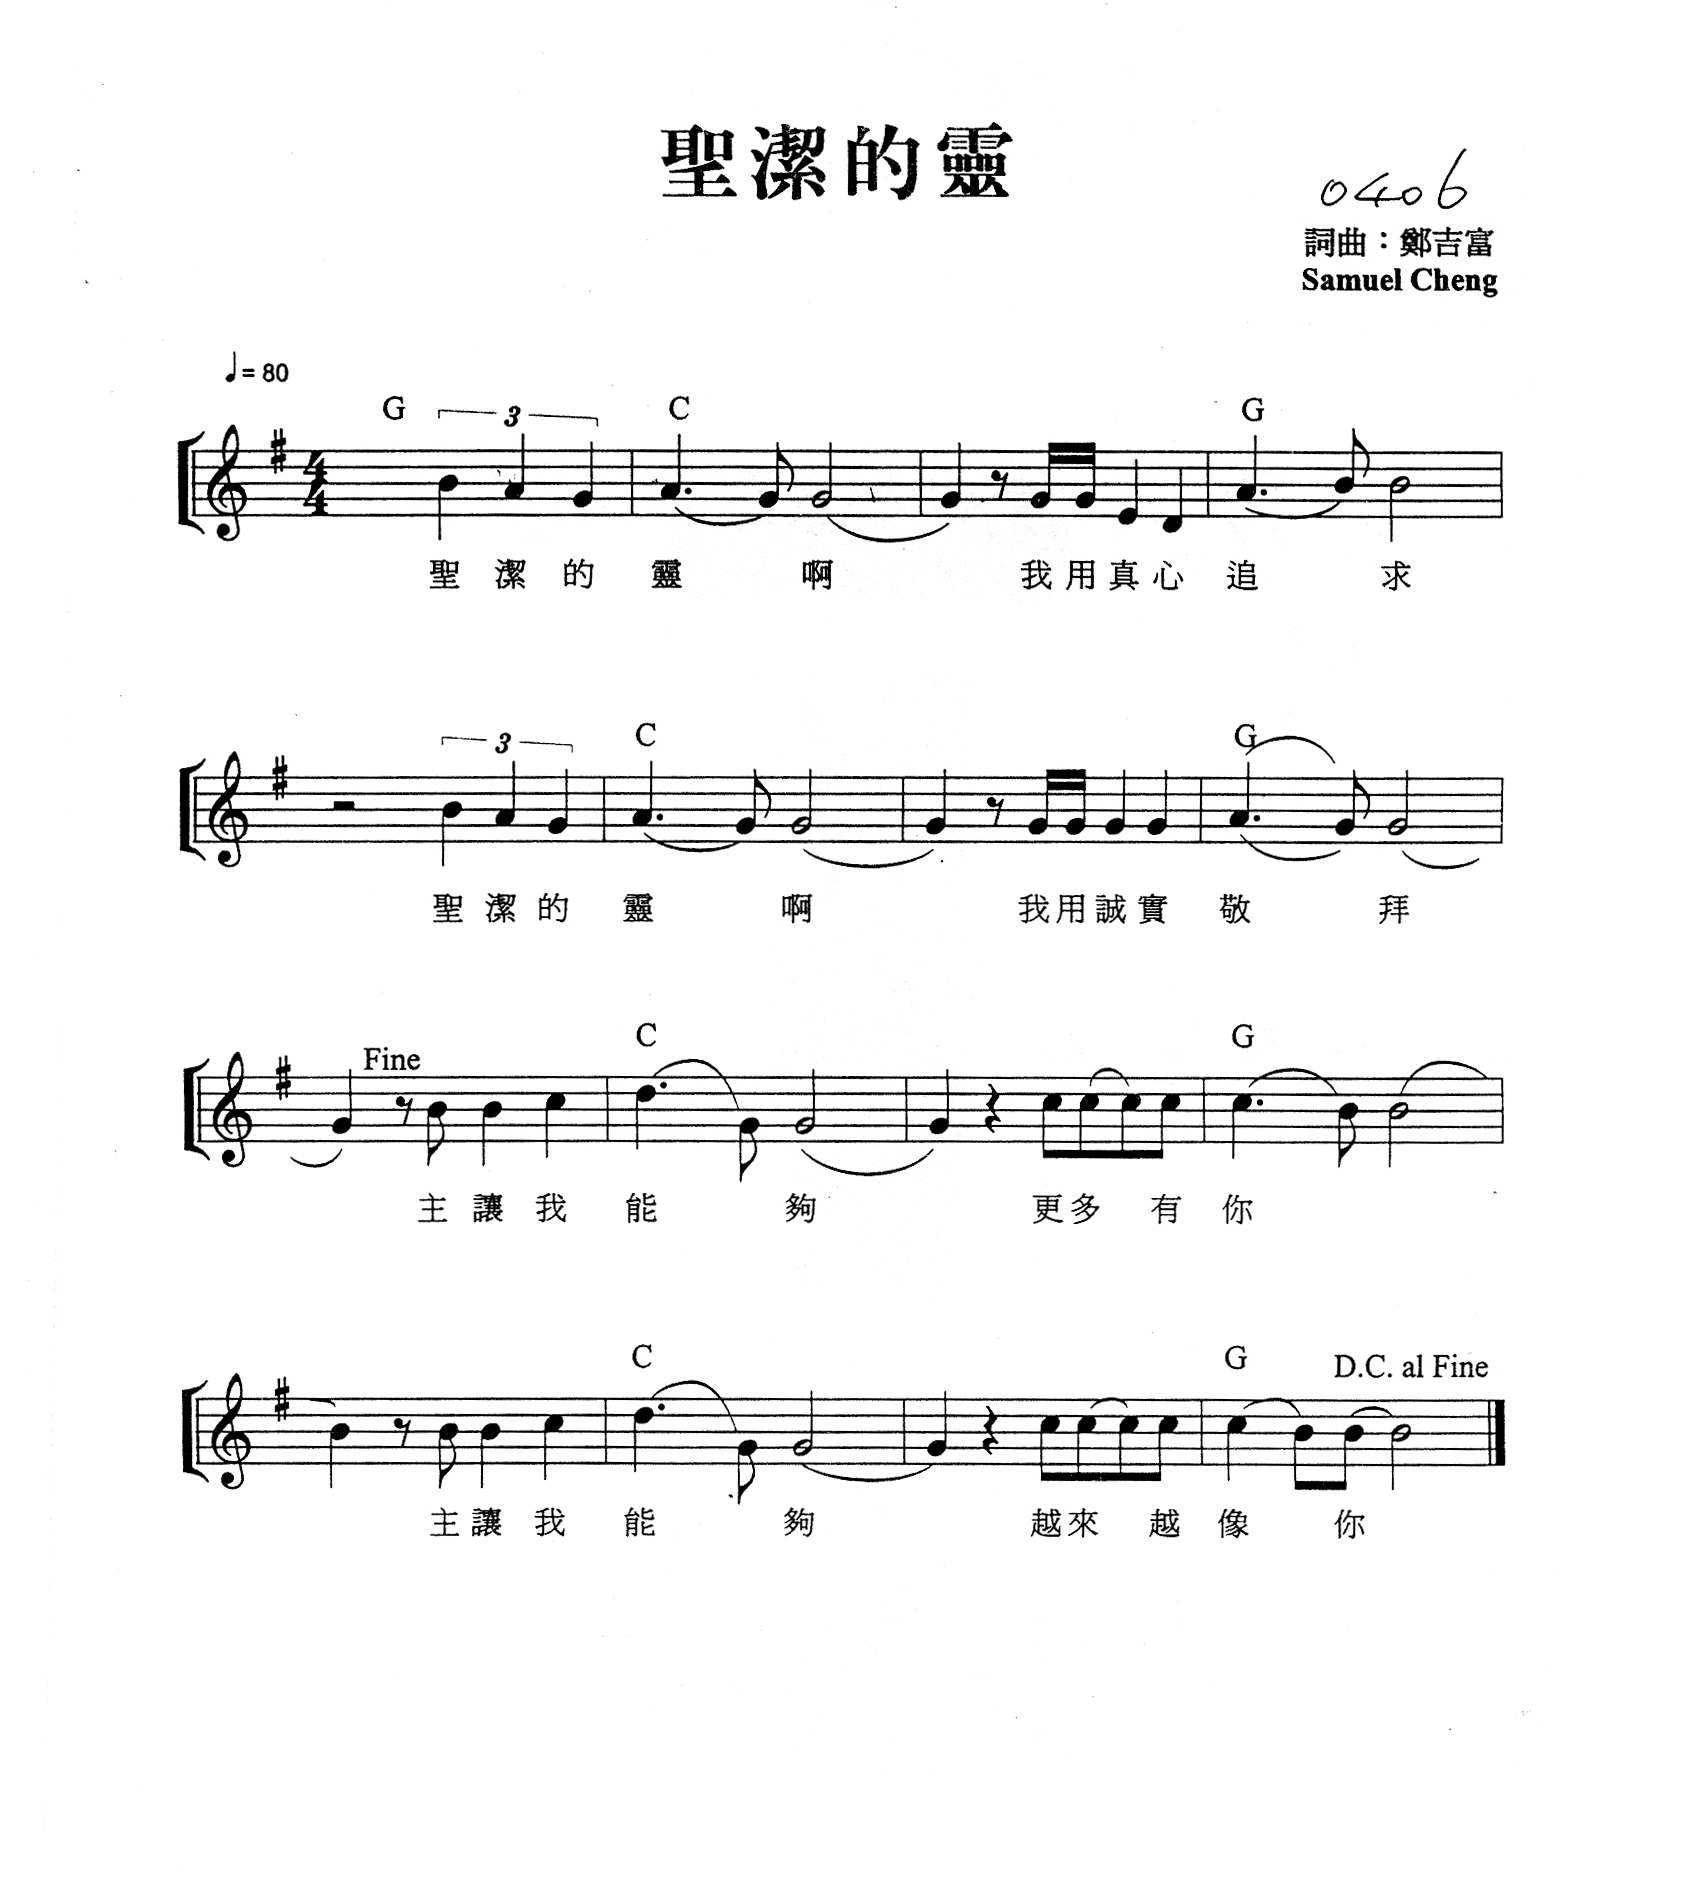 聖潔的靈
0406
詞曲：鄭吉富
Samuel Cheng
♩= 80
G 3 C G
4/4
聖 潔 的 靈 啊 我 用 真 心 追 求
3 C G
聖 潔 的 靈 啊 我 用 誠 實 敬 拜
Fine C G
主 讓 我 能 夠 更 多 有 你
C G D.C. al Fine
主 讓 我 能 夠 越 來 越 像 你